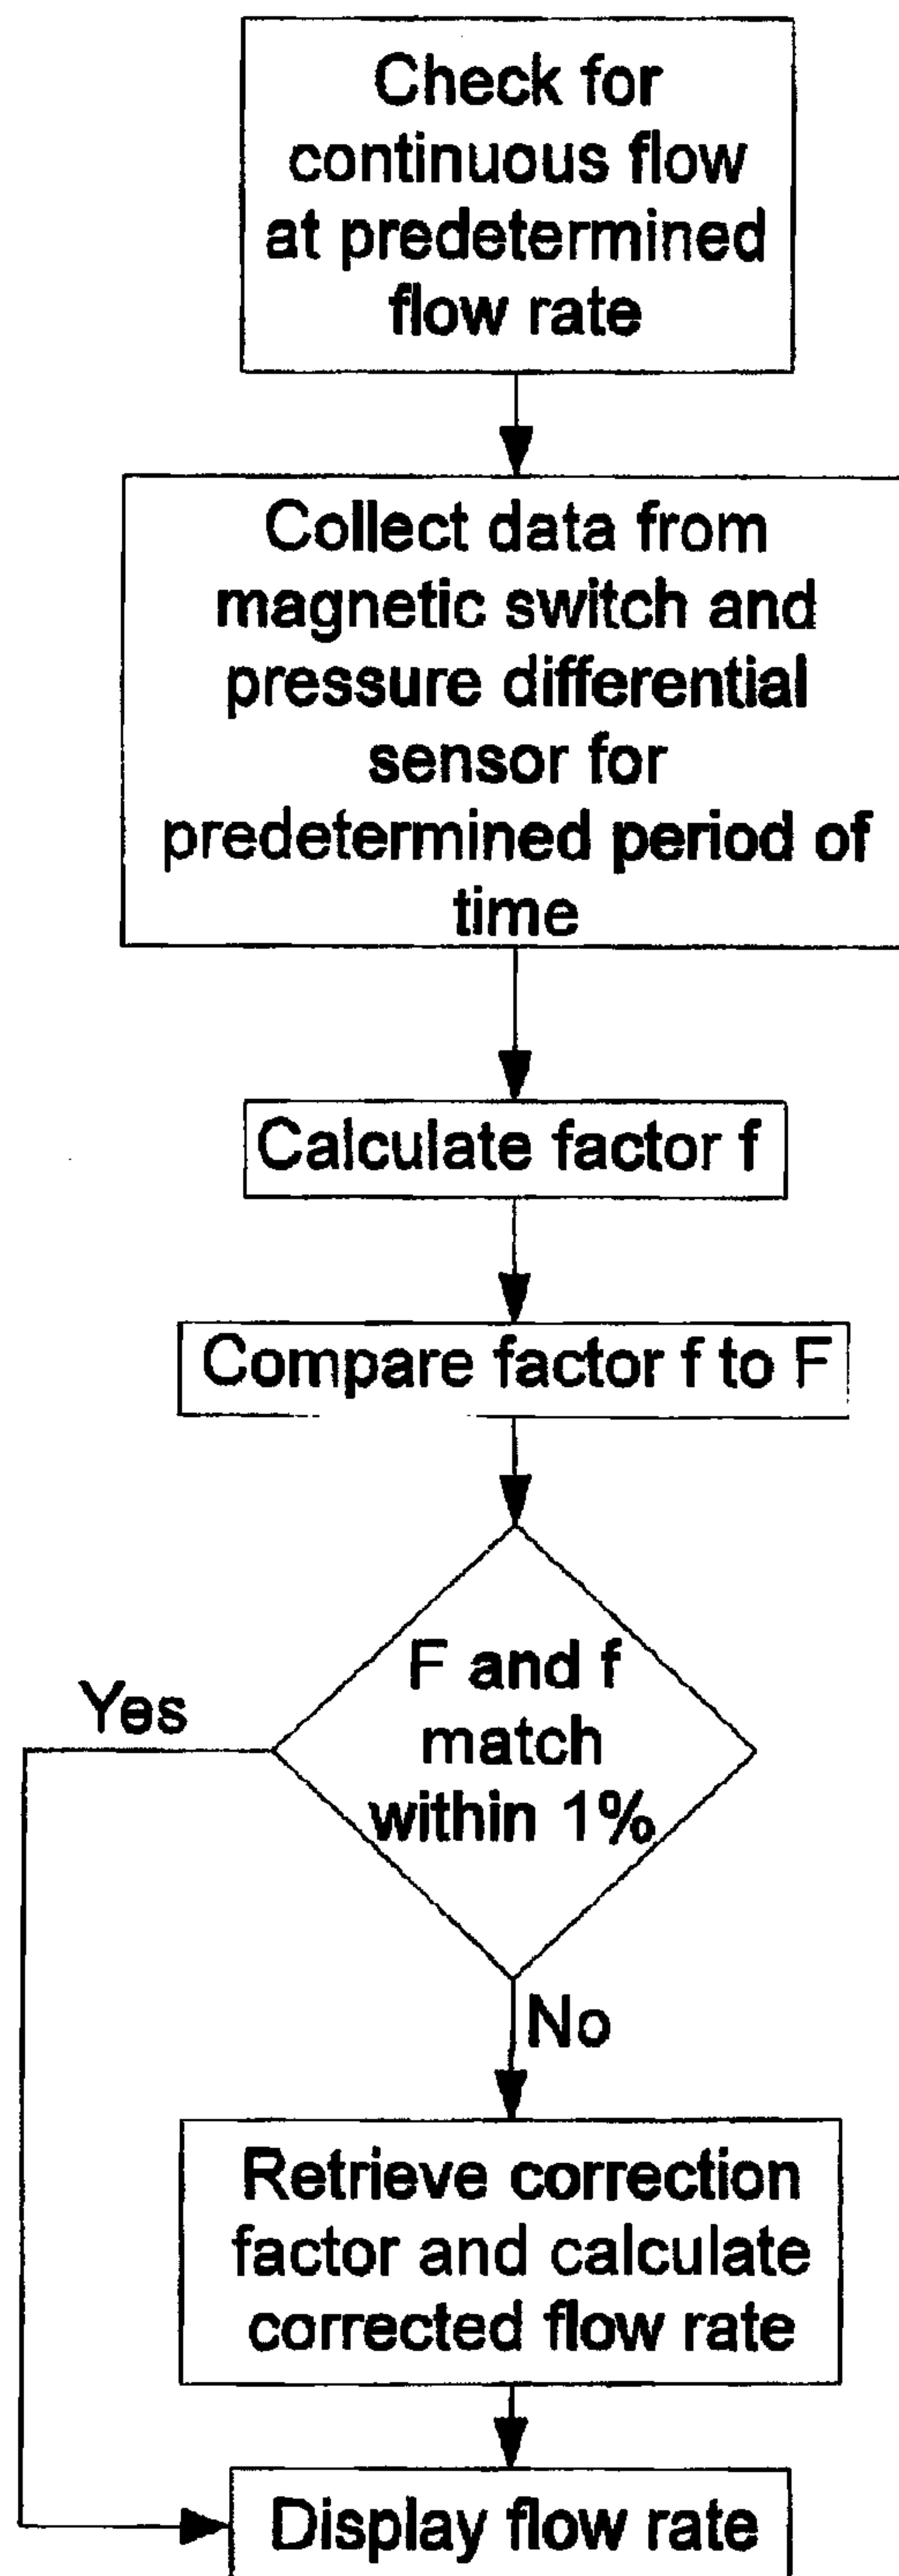 Check for
continuous flow
at predetermined
flow rate
Collect data from
magnetic switch and
pressure differential
sensor for
predetermined period of
time
Calculate factor f
Compare factor f to F
F and f
match
within 1%
Yes
No
Retrieve correction
factor and calculate
corrected flow rate
Display flow rate